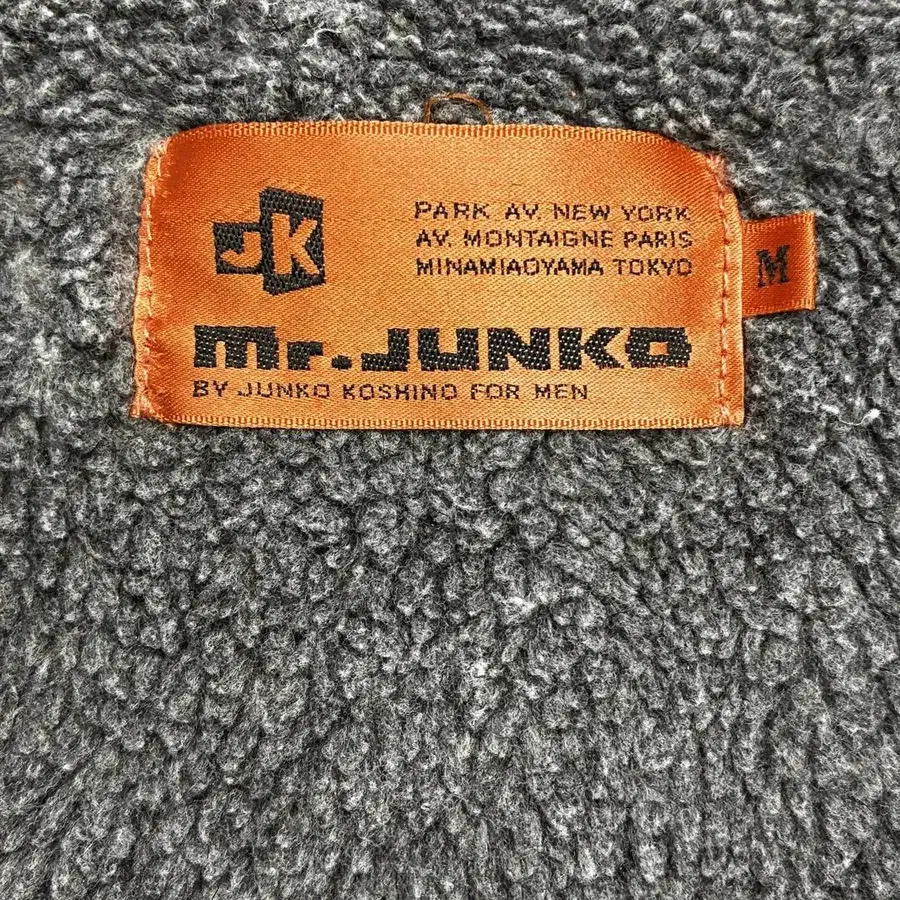 JK
PARK AV. NEW YORK
AV. MONTAIGNE PARIS
MINAMIAOYAMA TOKYO
M
Mr.JUNKO
BY JUNKO KOSHINO FOR MEN